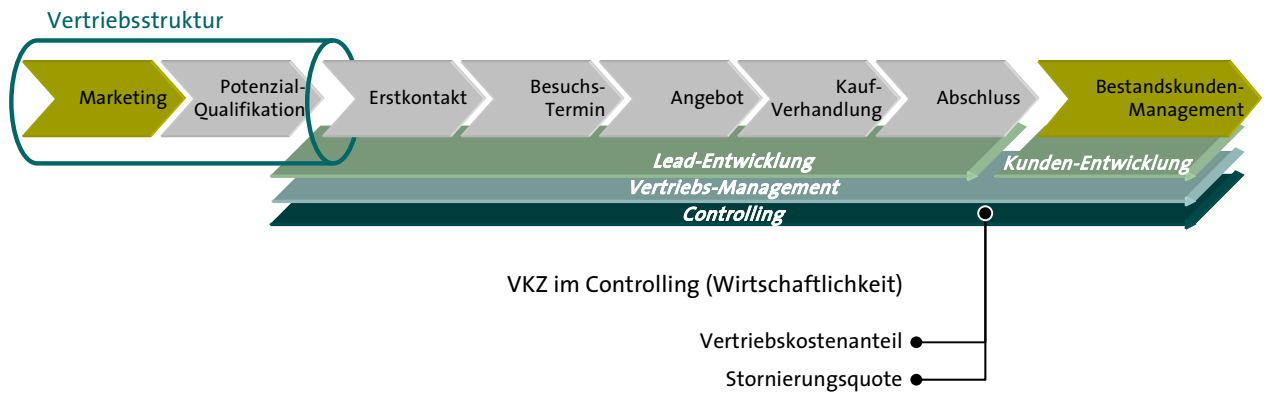 Vertriebsstruktur
Marketing
Potenzial-
Qualifikation
Erstkontakt
Besuchs-
Termin
Angebot
Kauf-
Verhandlung
Abschluss
Bestandskunden-
Management
Lead-Entwicklung
Kunden-Entwicklung
Vertriebs-Management
Controlling
VKZ im Controlling (Wirtschaftlichkeit)
Vertriebskostenanteil
Stornierungsquote